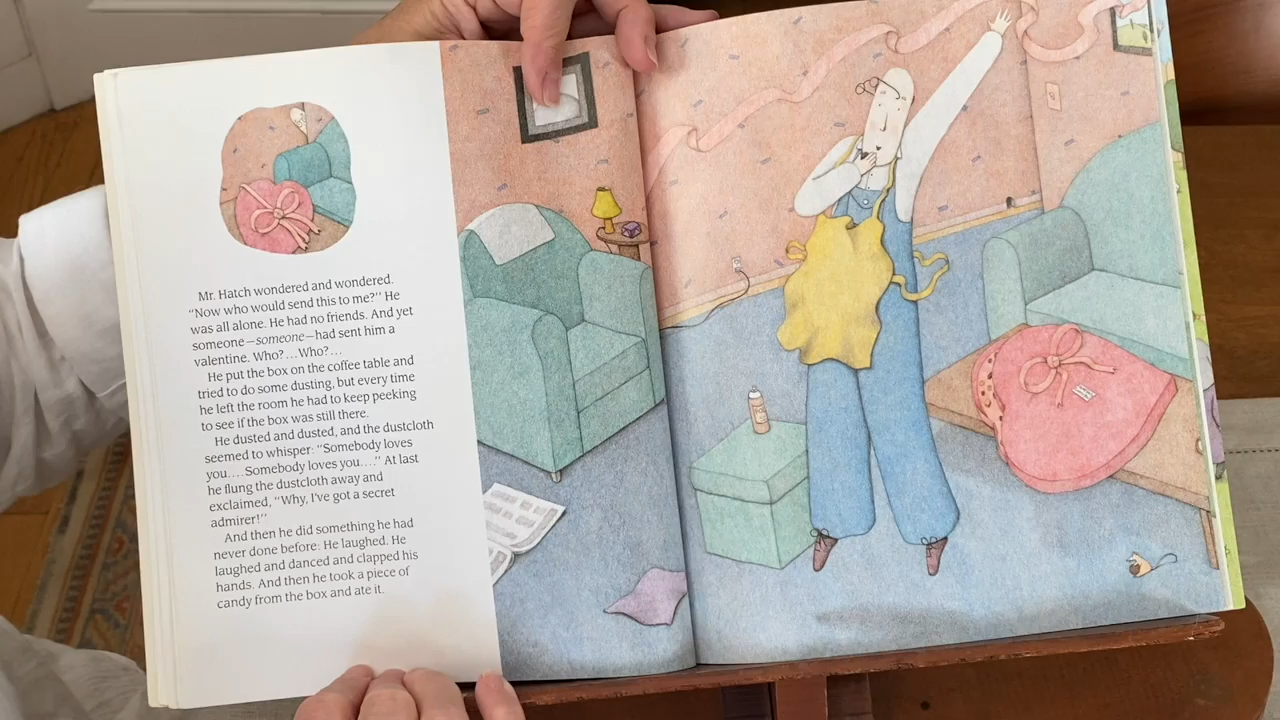 Mr. Hatch wondered and wondered.
"Now who would send this to me?" He
was all alone. He had no friends. And yet
someone—someone—had sent him a
valentine. Who?...Who?...
He put the box on the coffee table and
tried to do some dusting, but every time
he left the room he had to keep peeking
to see if the box was still there.
He dusted and dusted, and the dustcloth
seemed to whisper: "Somebody loves
you....Somebody loves you...." At last
he flung the dustcloth away and
exclaimed, "Why, I've got a secret
admirer!"
And then he did something he had
never done before: He laughed. He
laughed and danced and clapped his
hands. And then he took a piece of
candy from the box and ate it.